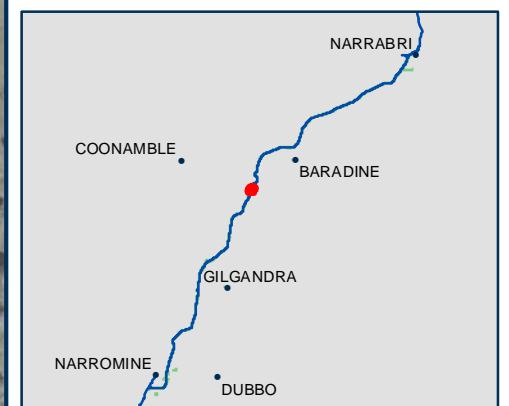 NARRABRI
COONAMBLE
BARADINE
GILGANDRA
NARROMINE
DUBBO